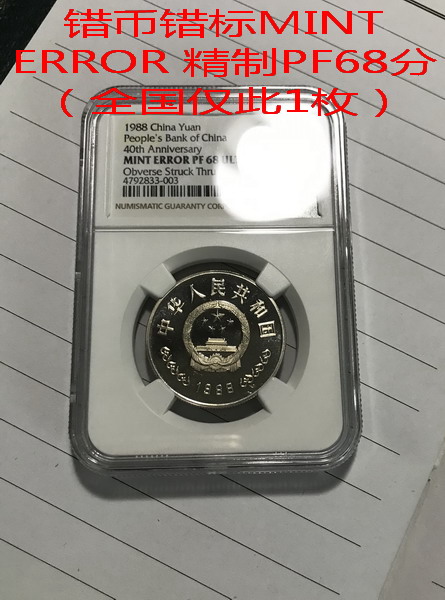 错币错标MINT
ERROR 精制PF68分
（全国仅此1枚）
1988 China Yuan
People's Bank of China
40th Anniversary
MINT ERROR PF 68
Obverse Struck Thru
4792833-003
NUMISMATIC GUARANTY
中华人民共和国
1988